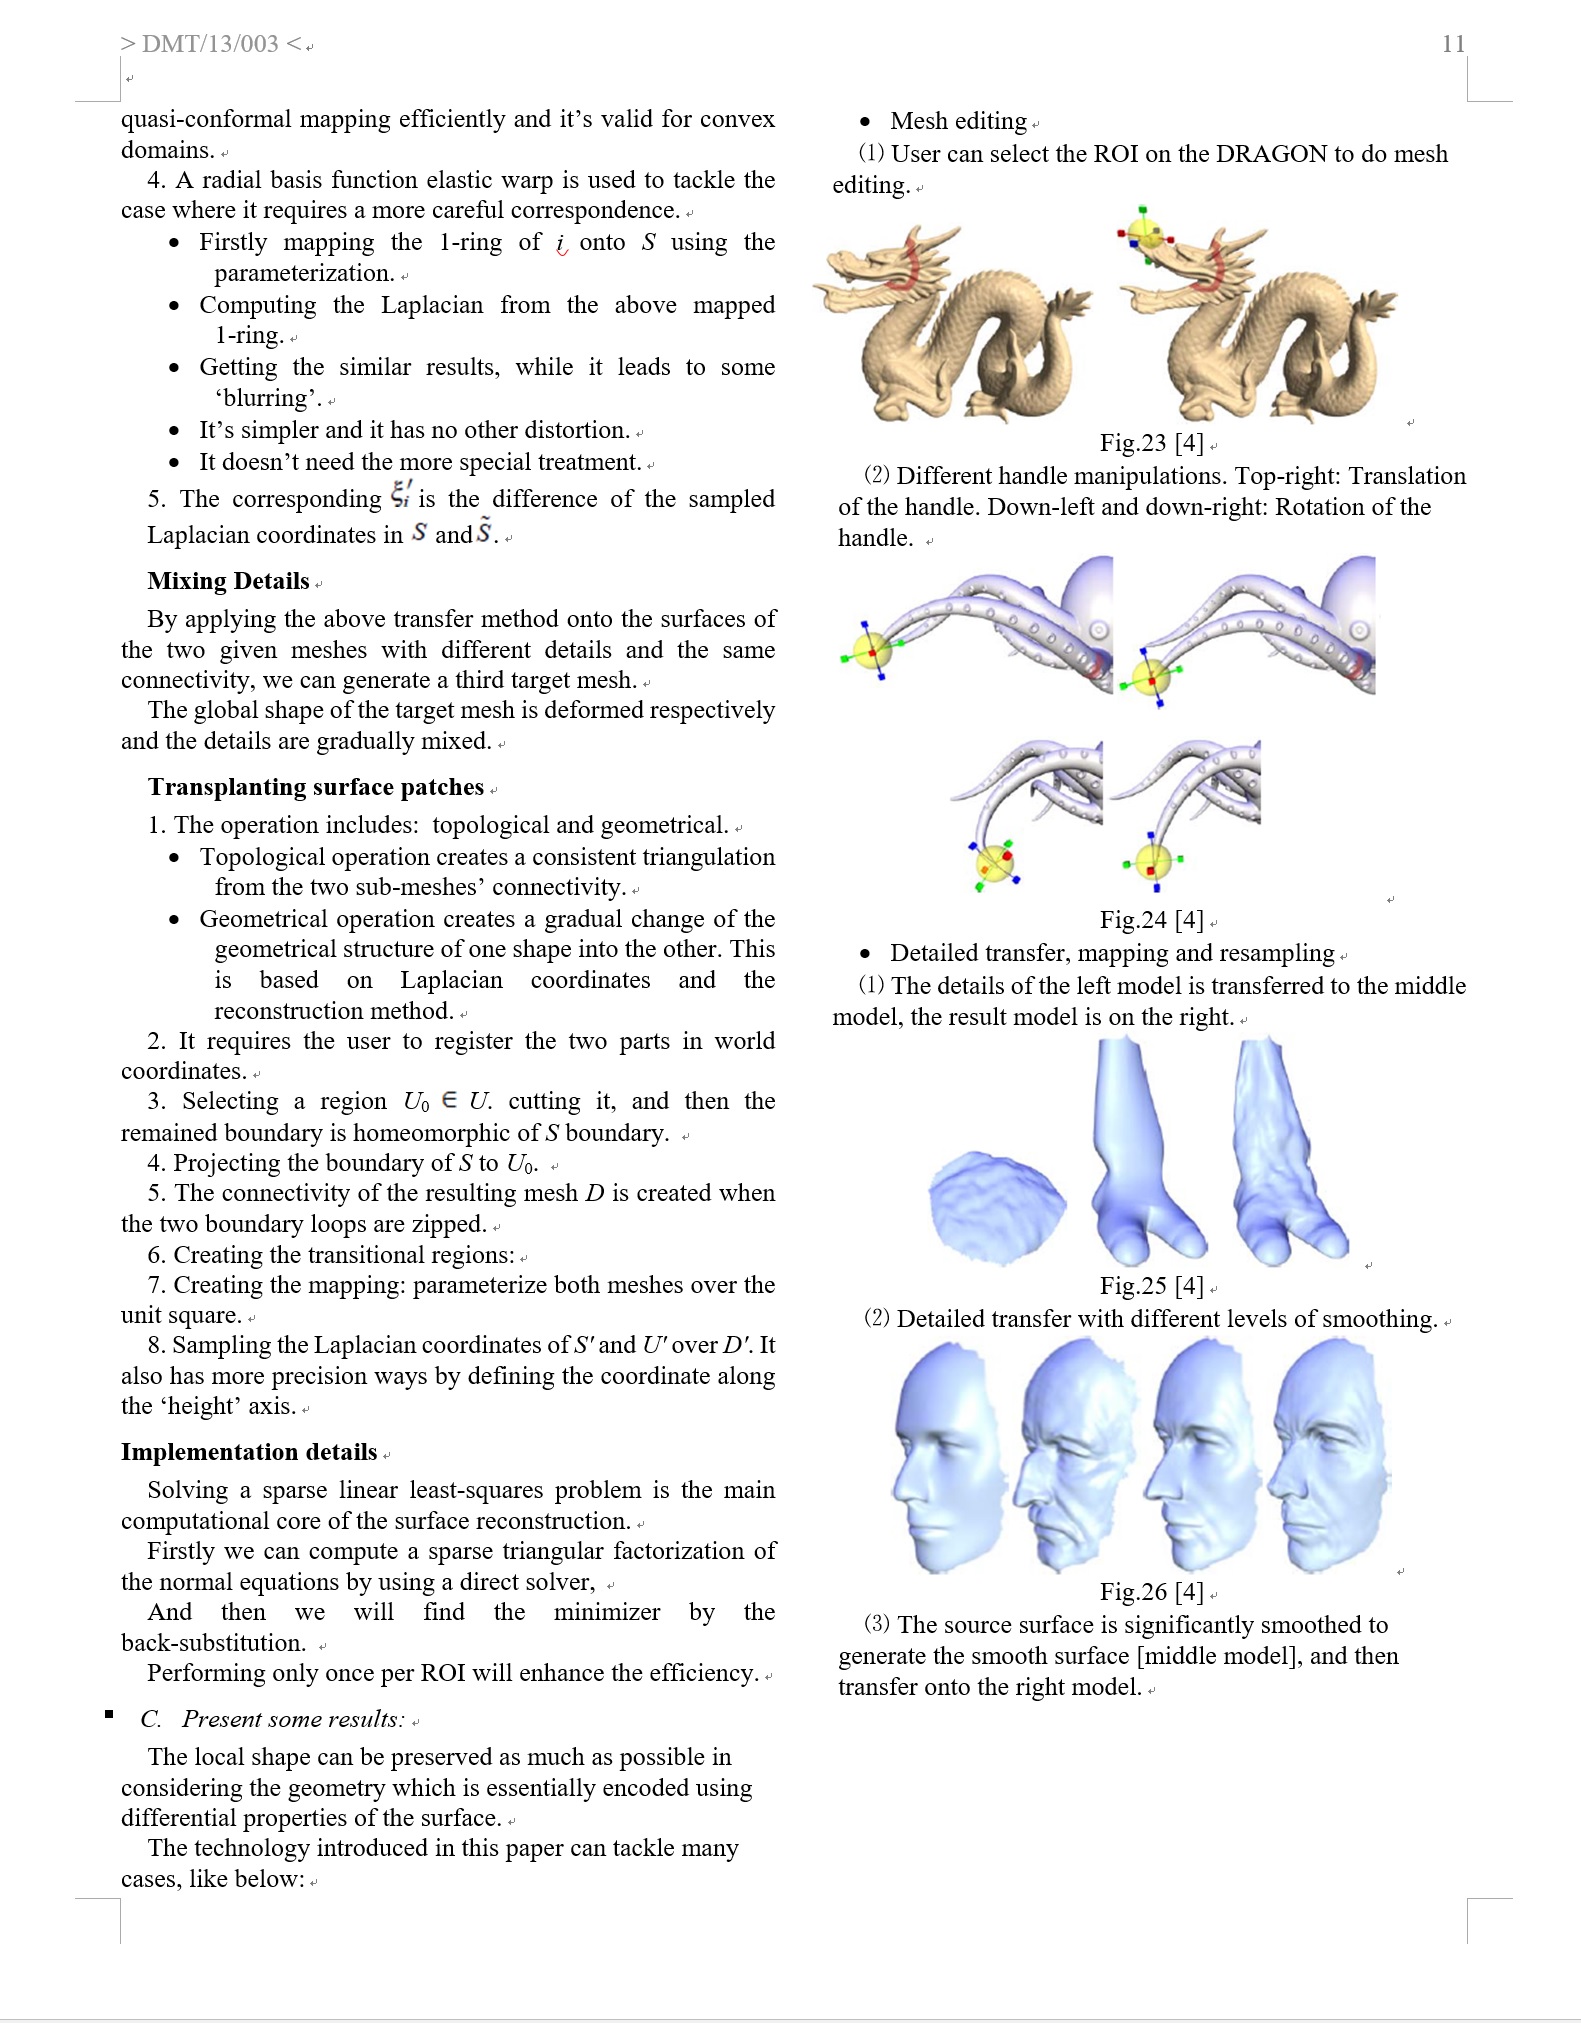 > DMT/13/003 <
11
quasi-conformal mapping efficiently and it’s valid for convex
domains.
4. A radial basis function elastic warp is used to tackle the
case where it requires a more careful correspondence.
• Firstly mapping the 1-ring of i onto S using the
parameterization.
• Computing the Laplacian from the above mapped
1-ring.
• Getting the similar results, while it leads to some
‘blurring’.
• It’s simpler and it has no other distortion.
• It doesn’t need the more special treatment.
5. The corresponding ξ′ᵢ is the difference of the sampled
Laplacian coordinates in S and S̃.
Mixing Details
By applying the above transfer method onto the surfaces of
the two given meshes with different details and the same
connectivity, we can generate a third target mesh.
The global shape of the target mesh is deformed respectively
and the details are gradually mixed.
Transplanting surface patches
1. The operation includes: topological and geometrical.
• Topological operation creates a consistent triangulation
from the two sub-meshes’ connectivity.
• Geometrical operation creates a gradual change of the
geometrical structure of one shape into the other. This
is based on Laplacian coordinates and the
reconstruction method.
2. It requires the user to register the two parts in world
coordinates.
3. Selecting a region U₀ ∈ U. cutting it, and then the
remained boundary is homeomorphic of S boundary.
4. Projecting the boundary of S to U₀.
5. The connectivity of the resulting mesh D is created when
the two boundary loops are zipped.
6. Creating the transitional regions:
7. Creating the mapping: parameterize both meshes over the
unit square.
8. Sampling the Laplacian coordinates of S′ and U′ over D′. It
also has more precision ways by defining the coordinate along
the ‘height’ axis.
Implementation details
Solving a sparse linear least-squares problem is the main
computational core of the surface reconstruction.
Firstly we can compute a sparse triangular factorization of
the normal equations by using a direct solver,
And then we will find the minimizer by the
back-substitution.
Performing only once per ROI will enhance the efficiency.
C. Present some results:
The local shape can be preserved as much as possible in
considering the geometry which is essentially encoded using
differential properties of the surface.
The technology introduced in this paper can tackle many
cases, like below:
• Mesh editing
(1) User can select the ROI on the DRAGON to do mesh
editing.
Fig.23 [4]
(2) Different handle manipulations. Top-right: Translation
of the handle. Down-left and down-right: Rotation of the
handle.
Fig.24 [4]
• Detailed transfer, mapping and resampling
(1) The details of the left model is transferred to the middle
model, the result model is on the right.
Fig.25 [4]
(2) Detailed transfer with different levels of smoothing.
Fig.26 [4]
(3) The source surface is significantly smoothed to
generate the smooth surface [middle model], and then
transfer onto the right model.